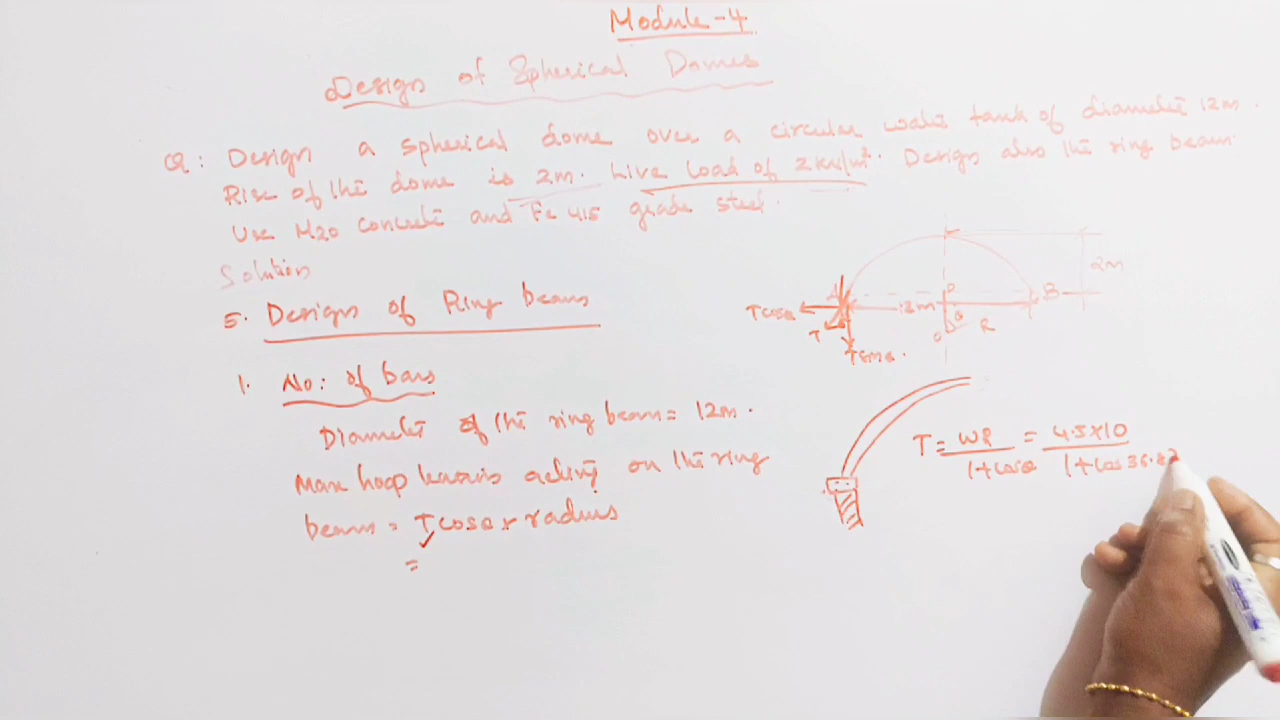 Module-4
Design of Spherical Domes
Q: Design a spherical dome over a circular water tank of diameter 12m.
Rise of the dome is 2m. Live Load of 2kN/m². Design also the ring beam.
Use M20 concrete and Fe 415 grade steel.
Solution
5. Designs of Ring beams
1. No: of bars
Diameter of the ring beam = 12m.
Max hoop tension acting on the ring
beam = Tcosθ × radius
=
2m
A
P
B
12m
Tcosθ
T
Tsinθ.
O
θ
R
T = WR / 1+cosθ = 4.5×10 / 1+cos 36.87